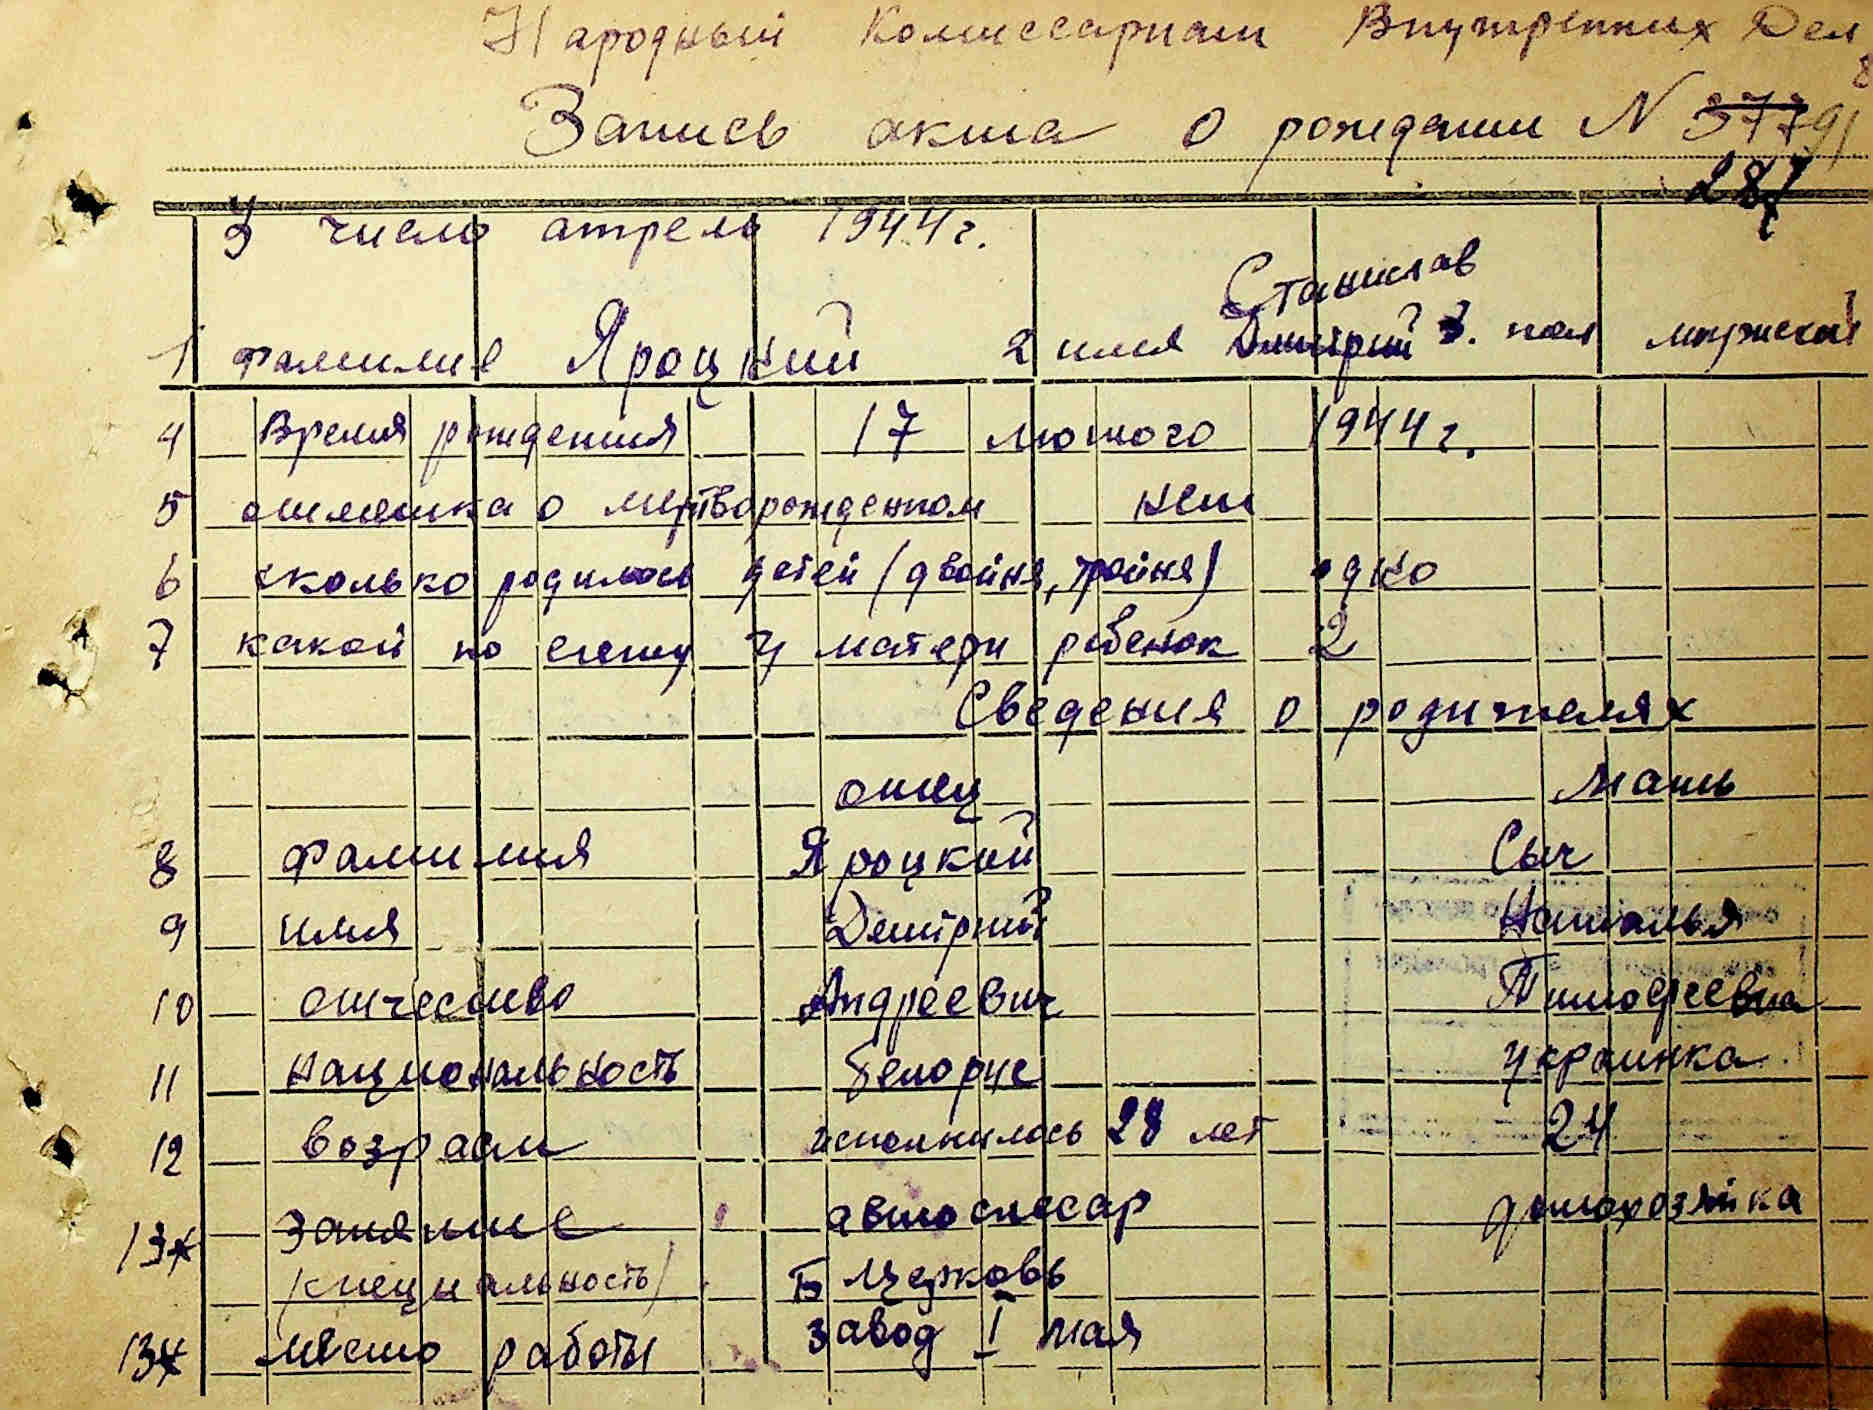 Народный Комиссариат Внутренних Дел
Запись акта о рождении N 377
287
3 число апрель 1944 г.
Станислав
1 фамилие Яроцкий 2 имя Дмитрий 3. пол мужской
4 Время рождения 17 лютого 1944 г.
5 отметка о мертворожденном нет
6 сколько родилось детей (двойня, тройня) одно
7 какой по счету у матери ребенок 2
Сведения о родителях
отец мать
8 фамилия Яроцкий Сыч
9 имя Дмитрий Наталья
10 отчество Андреевич Тимофеевна
11 национальность белорус украинка
12 возраст исполнилось 28 лет 24
13 занятие автослесар домохозяйка
(специальность) Б Церковь
13 место работы завод I мая